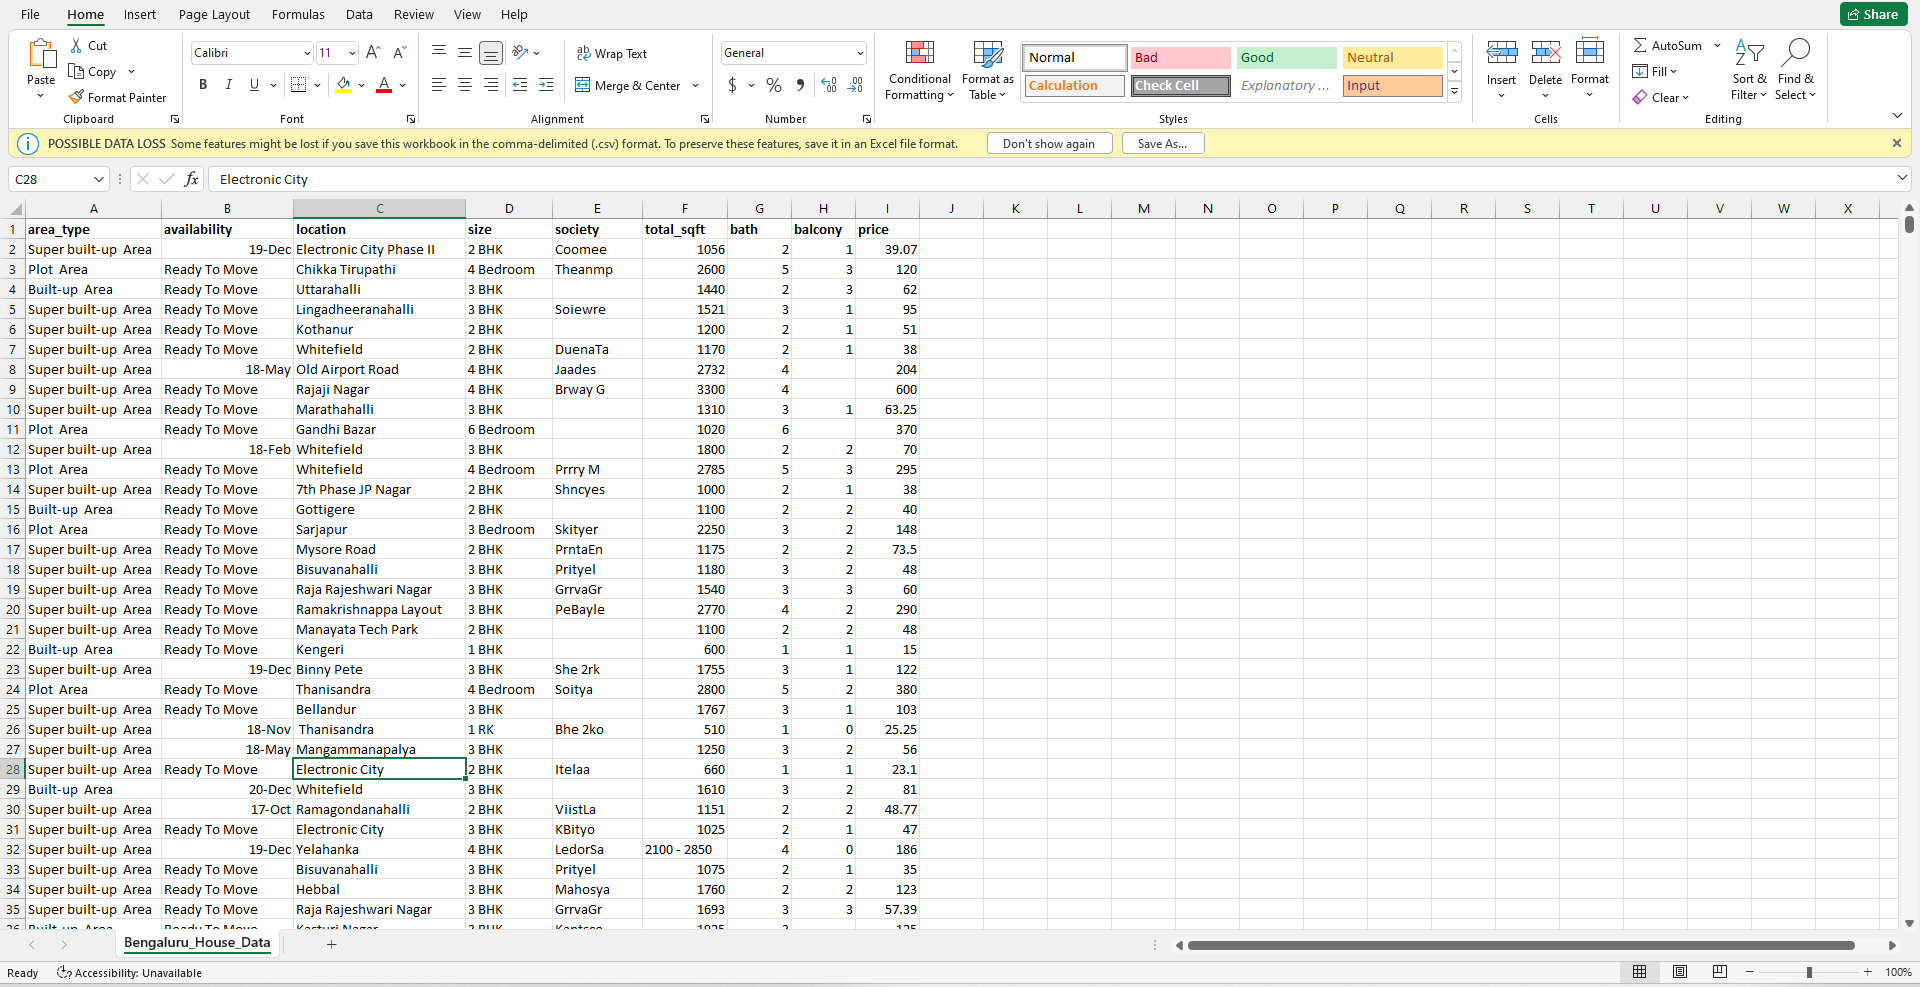 File Home Insert Page Layout Formulas Data Review View Help Share
Paste Cut Copy Format Painter Clipboard
Calibri 11 B I U A Font
ab Wrap Text Merge & Center Alignment
General $ % Number
Conditional Formatting Format as Table
Normal Bad Good Neutral
Calculation Check Cell Explanatory ... Input
Styles
Insert Delete Format Cells
AutoSum Fill Clear Sort & Filter Find & Select Editing
POSSIBLE DATA LOSS Some features might be lost if you save this workbook in the comma-delimited (.csv) format. To preserve these features, save it in an Excel file format. Don't show again Save As...
C28 fx Electronic City
A B C D E F G H I J K L M N O P Q R S T U V W X
1 area_type availability location size society total_sqft bath balcony price
2 Super built-up Area 19-Dec Electronic City Phase II 2 BHK Coomee 1056 2 1 39.07
3 Plot Area Ready To Move Chikka Tirupathi 4 Bedroom Theanmp 2600 5 3 120
4 Built-up Area Ready To Move Uttarahalli 3 BHK 1440 2 3 62
5 Super built-up Area Ready To Move Lingadheeranahalli 3 BHK Soiewre 1521 3 1 95
6 Super built-up Area Ready To Move Kothanur 2 BHK 1200 2 1 51
7 Super built-up Area Ready To Move Whitefield 2 BHK DuenaTa 1170 2 1 38
8 Super built-up Area 18-May Old Airport Road 4 BHK Jaades 2732 4 204
9 Super built-up Area Ready To Move Rajaji Nagar 4 BHK Brway G 3300 4 600
10 Super built-up Area Ready To Move Marathahalli 3 BHK 1310 3 1 63.25
11 Plot Area Ready To Move Gandhi Bazar 6 Bedroom 1020 6 370
12 Super built-up Area 18-Feb Whitefield 3 BHK 1800 2 2 70
13 Plot Area Ready To Move Whitefield 4 Bedroom Prrry M 2785 5 3 295
14 Super built-up Area Ready To Move 7th Phase JP Nagar 2 BHK Shncyes 1000 2 1 38
15 Built-up Area Ready To Move Gottigere 2 BHK 1100 2 2 40
16 Plot Area Ready To Move Sarjapur 3 Bedroom Skityer 2250 3 2 148
17 Super built-up Area Ready To Move Mysore Road 2 BHK PrntaEn 1175 2 2 73.5
18 Super built-up Area Ready To Move Bisuvanahalli 3 BHK Prityel 1180 3 2 48
19 Super built-up Area Ready To Move Raja Rajeshwari Nagar 3 BHK GrrvaGr 1540 3 3 60
20 Super built-up Area Ready To Move Ramakrishnappa Layout 3 BHK PeBayle 2770 4 2 290
21 Super built-up Area Ready To Move Manayata Tech Park 2 BHK 1100 2 2 48
22 Built-up Area Ready To Move Kengeri 1 BHK 600 1 1 15
23 Super built-up Area 19-Dec Binny Pete 3 BHK She 2rk 1755 3 1 122
24 Plot Area Ready To Move Thanisandra 4 Bedroom Soitya 2800 5 2 380
25 Super built-up Area Ready To Move Bellandur 3 BHK 1767 3 1 103
26 Super built-up Area 18-Nov Thanisandra 1 RK Bhe 2ko 510 1 0 25.25
27 Super built-up Area 18-May Mangammanapalya 3 BHK 1250 3 2 56
28 Super built-up Area Ready To Move Electronic City 2 BHK Itelaa 660 1 1 23.1
29 Built-up Area 20-Dec Whitefield 3 BHK 1610 3 2 81
30 Super built-up Area 17-Oct Ramagondanahalli 2 BHK ViistLa 1151 2 2 48.77
31 Super built-up Area Ready To Move Electronic City 3 BHK KBityo 1025 2 1 47
32 Super built-up Area 19-Dec Yelahanka 4 BHK LedorSa 2100 - 2850 4 0 186
33 Super built-up Area Ready To Move Bisuvanahalli 3 BHK Prityel 1075 2 1 35
34 Super built-up Area Ready To Move Hebbal 3 BHK Mahosya 1760 2 2 123
35 Super built-up Area Ready To Move Raja Rajeshwari Nagar 3 BHK GrrvaGr 1693 3 3 57.39
Bengaluru_House_Data
Ready Accessibility: Unavailable 100%